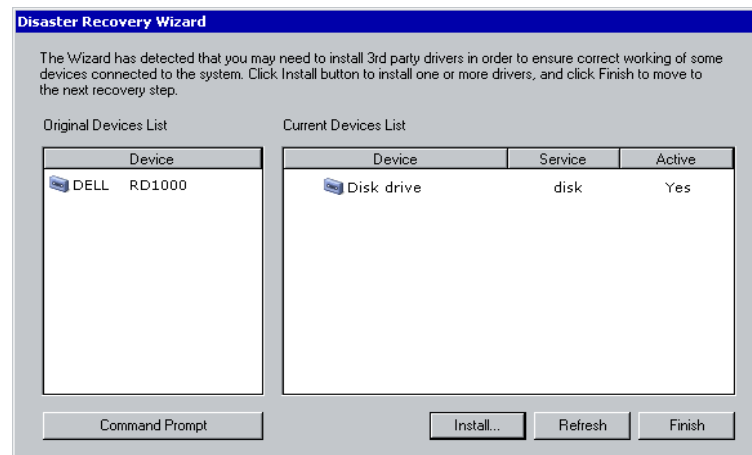 Disaster Recovery Wizard
The Wizard has detected that you may need to install 3rd party drivers in order to ensure correct working of some
devices connected to the system. Click Install button to install one or more drivers, and click Finish to move to
the next recovery step.
Original Devices List
Current Devices List
Device
Device Service Active
DELL RD1000
Disk drive disk Yes
Command Prompt
Install...
Refresh
Finish